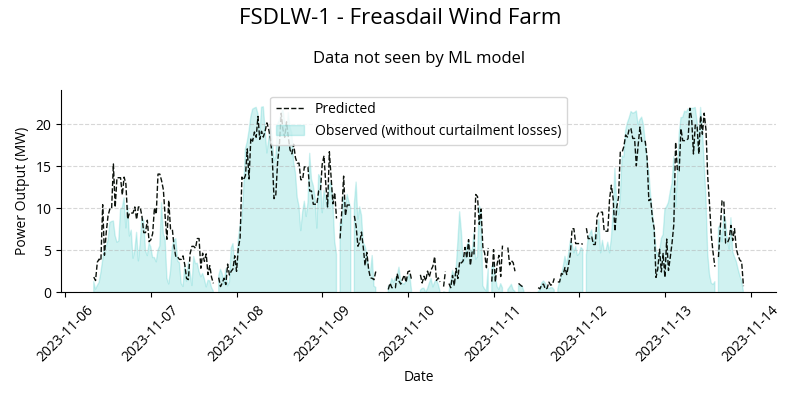 FSDLW-1 - Freasdail Wind Farm
Data not seen by ML model
Predicted
Observed (without curtailment losses)
Power Output (MW)
20
15
10
5
0
2023-11-06
2023-11-07
2023-11-08
2023-11-09
2023-11-10
2023-11-11
2023-11-12
2023-11-13
2023-11-14
Date